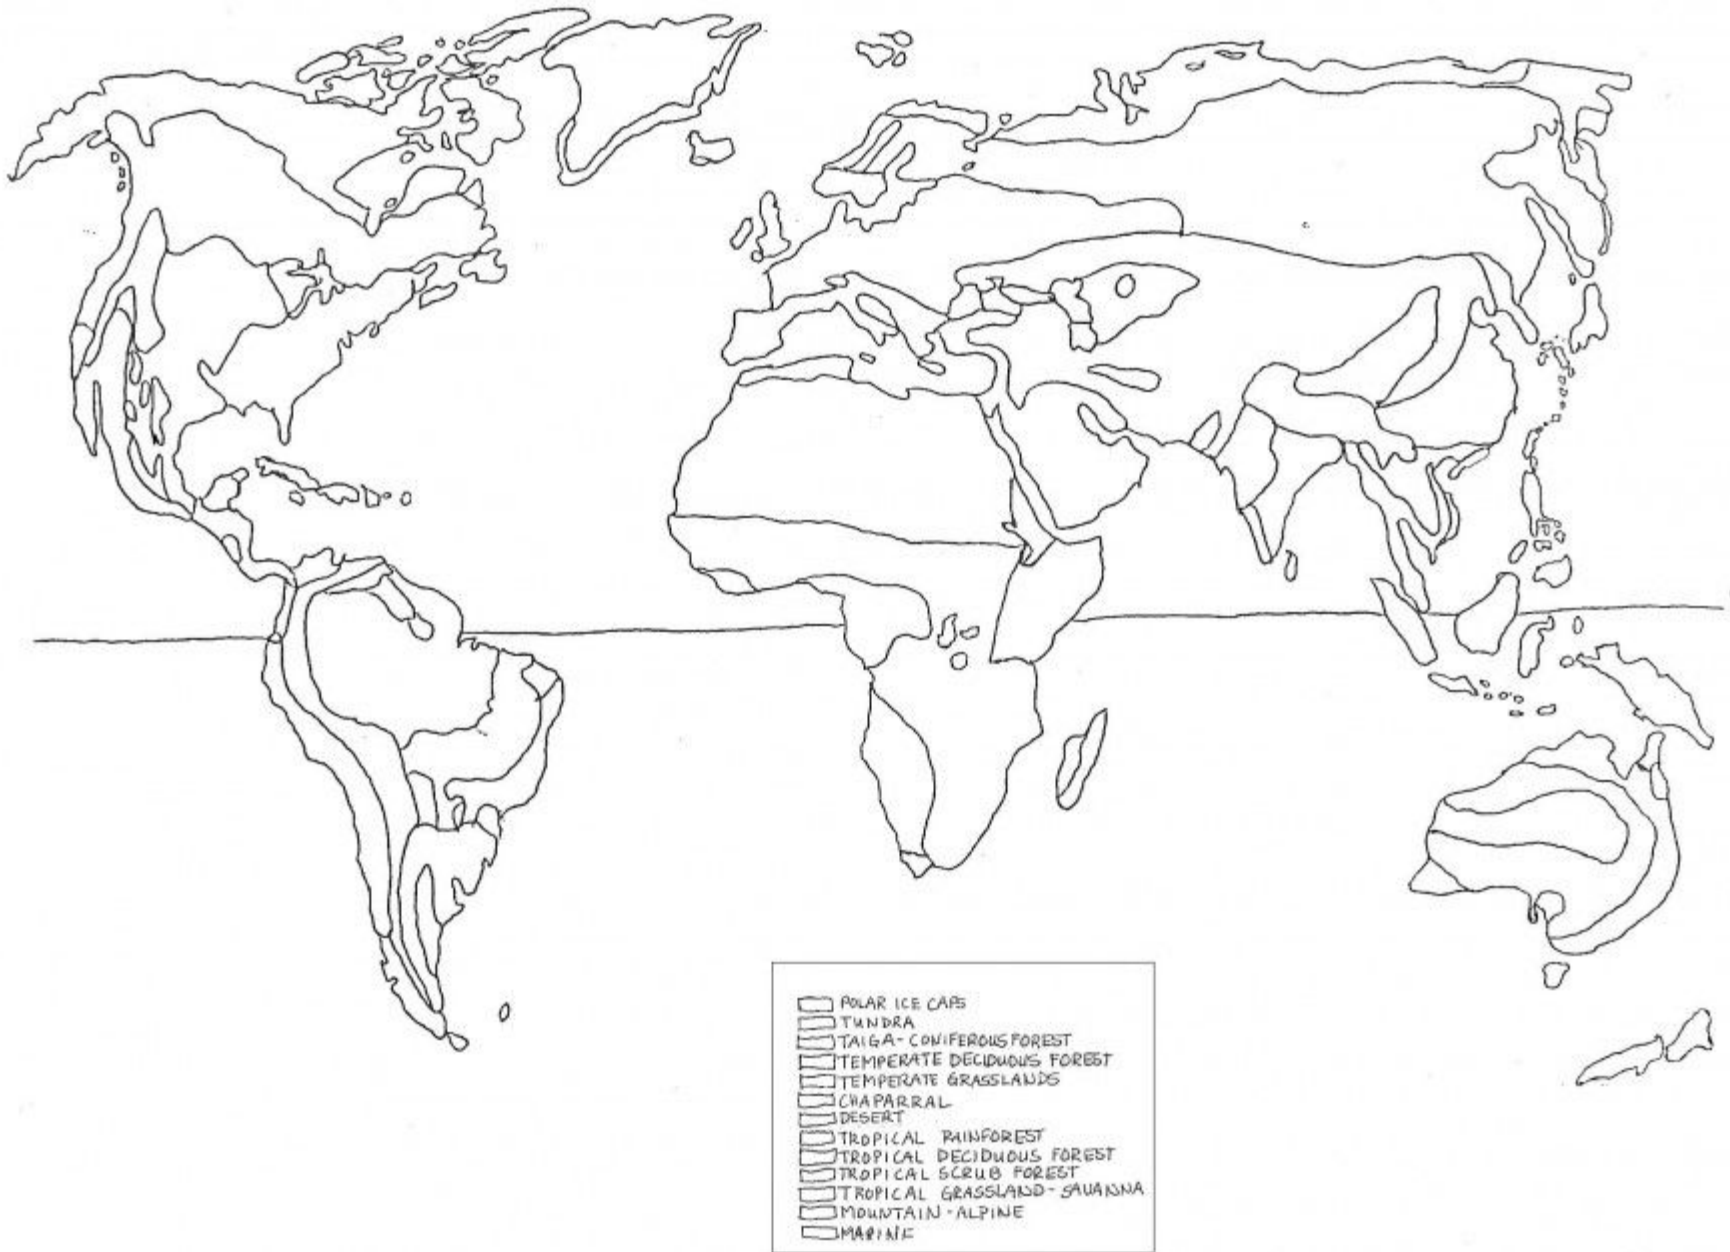 POLAR ICE CAPS
TUNDRA
TAIGA-CONIFEROUS FOREST
TEMPERATE DECIDUOUS FOREST
TEMPERATE GRASSLANDS
CHAPARRAL
DESERT
TROPICAL RAINFOREST
TROPICAL DECIDUOUS FOREST
TROPICAL SCRUB FOREST
TROPICAL GRASSLAND-SAVANNA
MOUNTAIN-ALPINE
MARINE